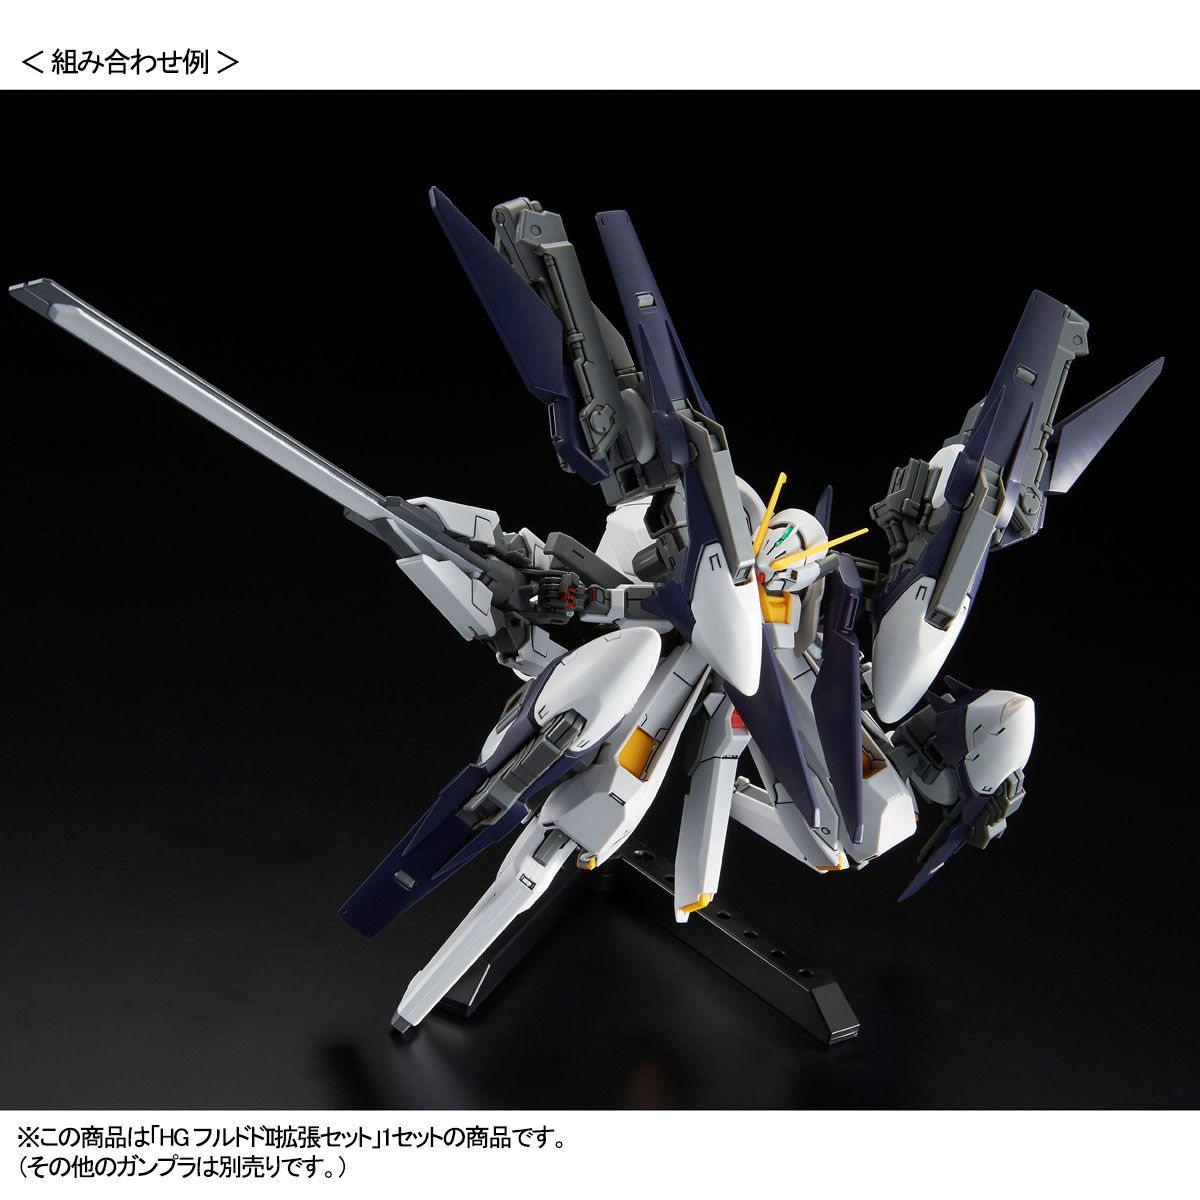 ＜組み合わせ例＞
※この商品は「HG フルドドⅡ拡張セット」1セットの商品です。
(その他のガンプラは別売りです。)